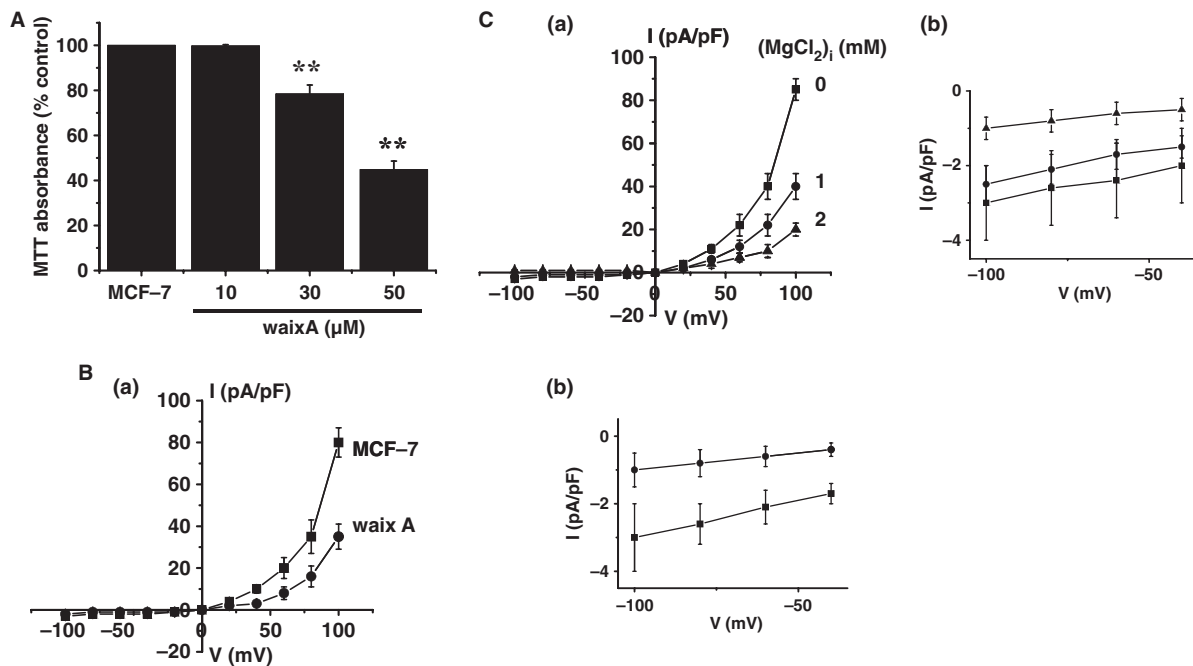 A
MTT absorbance (% control)
100
80
60
40
20
0
**
**
MCF–7
10
30
50
waixA (μM)
C
(a)
I (pA/pF)
(MgCl2)i (mM)
100
80
60
40
20
–20
0
1
2
–100
–50
0
50
100
V (mV)
(b)
I (pA/pF)
0
–2
–4
–100
–50
V (mV)
B
(a)
I (pA/pF)
100
80
60
40
20
–20
MCF–7
waix A
–100
–50
0
50
100
V (mV)
(b)
I (pA/pF)
0
–2
–4
–100
–50
V (mV)